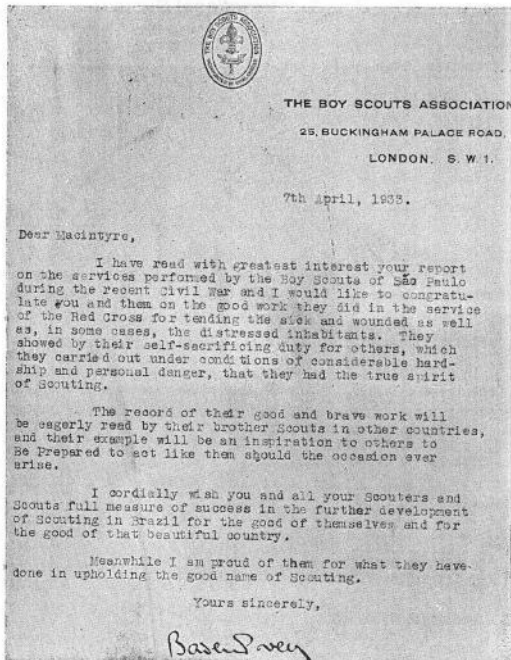 THE BOY SCOUTS ASSOCIATION
THE BOY SCOUTS ASSOCIATION
25, BUCKINGHAM PALACE ROAD,
LONDON. S. W. 1.
7th April, 1933.
Dear Macintyre,
I have read with greatest interest your report
on the services performed by the Boy Scouts of São Paulo
during the recent Civil War and I would like to congratu-
late you and them on the good work they did in the service
of the Red Cross for tending the sick and wounded as well
as, in some cases, the distressed inhabitants. They
showed by their self-sacrificing duty for others, which
they carried out under conditions of considerable hard-
ship and personal danger, that they had the true spirit
of Scouting.
The record of their good and brave work will
be eagerly read by their brother Scouts in other countries,
and their example will be an inspiration to others to
Be Prepared to act like them should the occasion ever
arise.
I cordially wish you and all your Scouters and
Scouts full measure of success in the further development
of Scouting in Brazil for the good of themselves and for
the good of that beautiful country.
Meanwhile I am proud of them for what they have
done in upholding the good name of Scouting.
Yours sincerely,